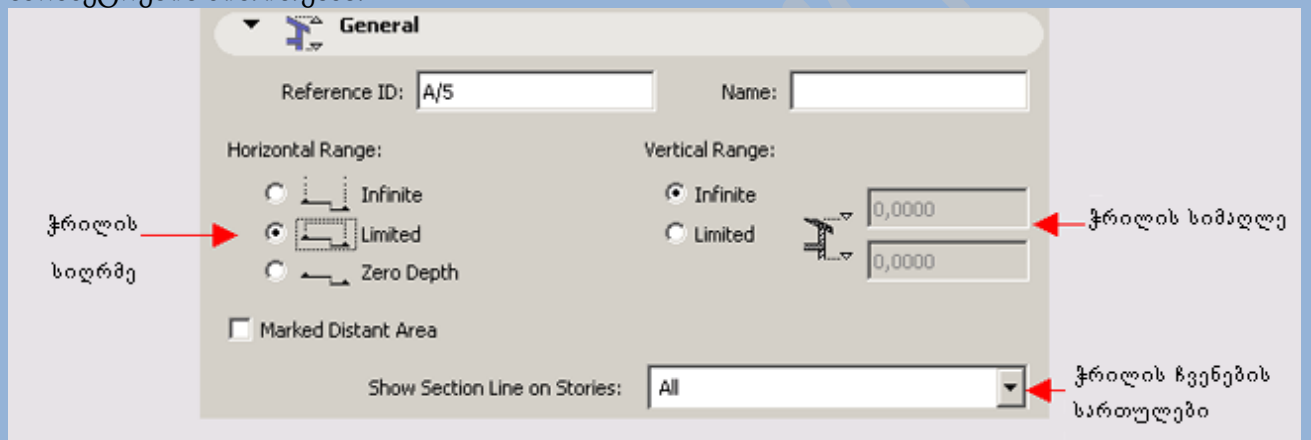 General
Reference ID: A/5 Name:
Horizontal Range: Vertical Range:
Infinite Infinite
0,0000
ჭრილის Limited Limited ჭრილის სიმაღლე
სიღრმე Zero Depth 0,0000
Marked Distant Area
Show Section Line on Stories: All ჭრილის ჩვენების
სართულები